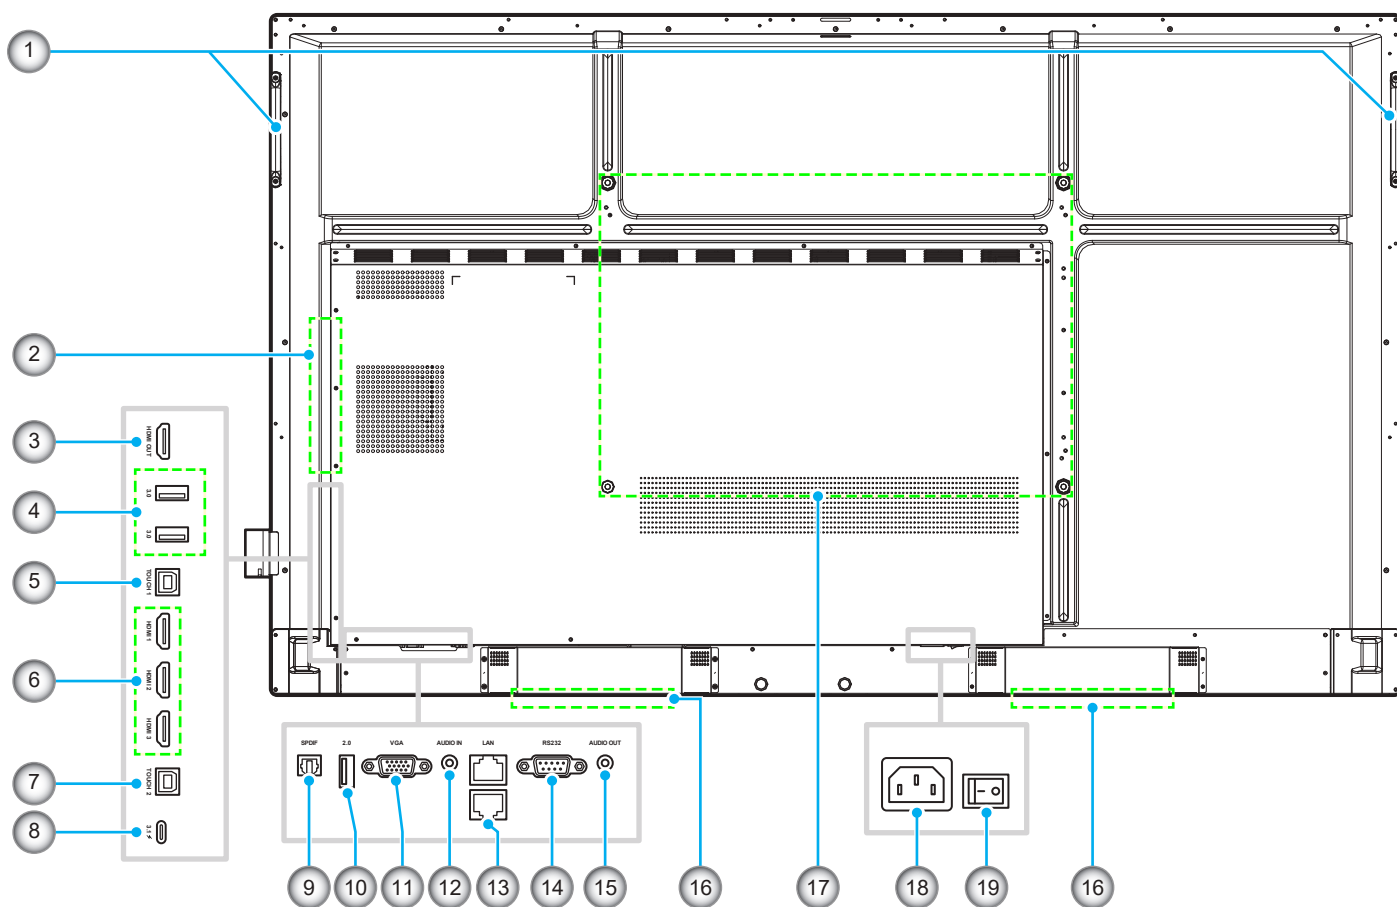 1
2
3
HDMI OUT
4
3.0
3.0
5
TOUCH 1
6
HDMI 1
HDMI 2
HDMI 3
7
TOUCH 2
8
3.1
SPDIF 2.0 VGA AUDIO IN LAN RS232 AUDIO OUT
9 10 11 12 13 14 15 16 17 18 19 16